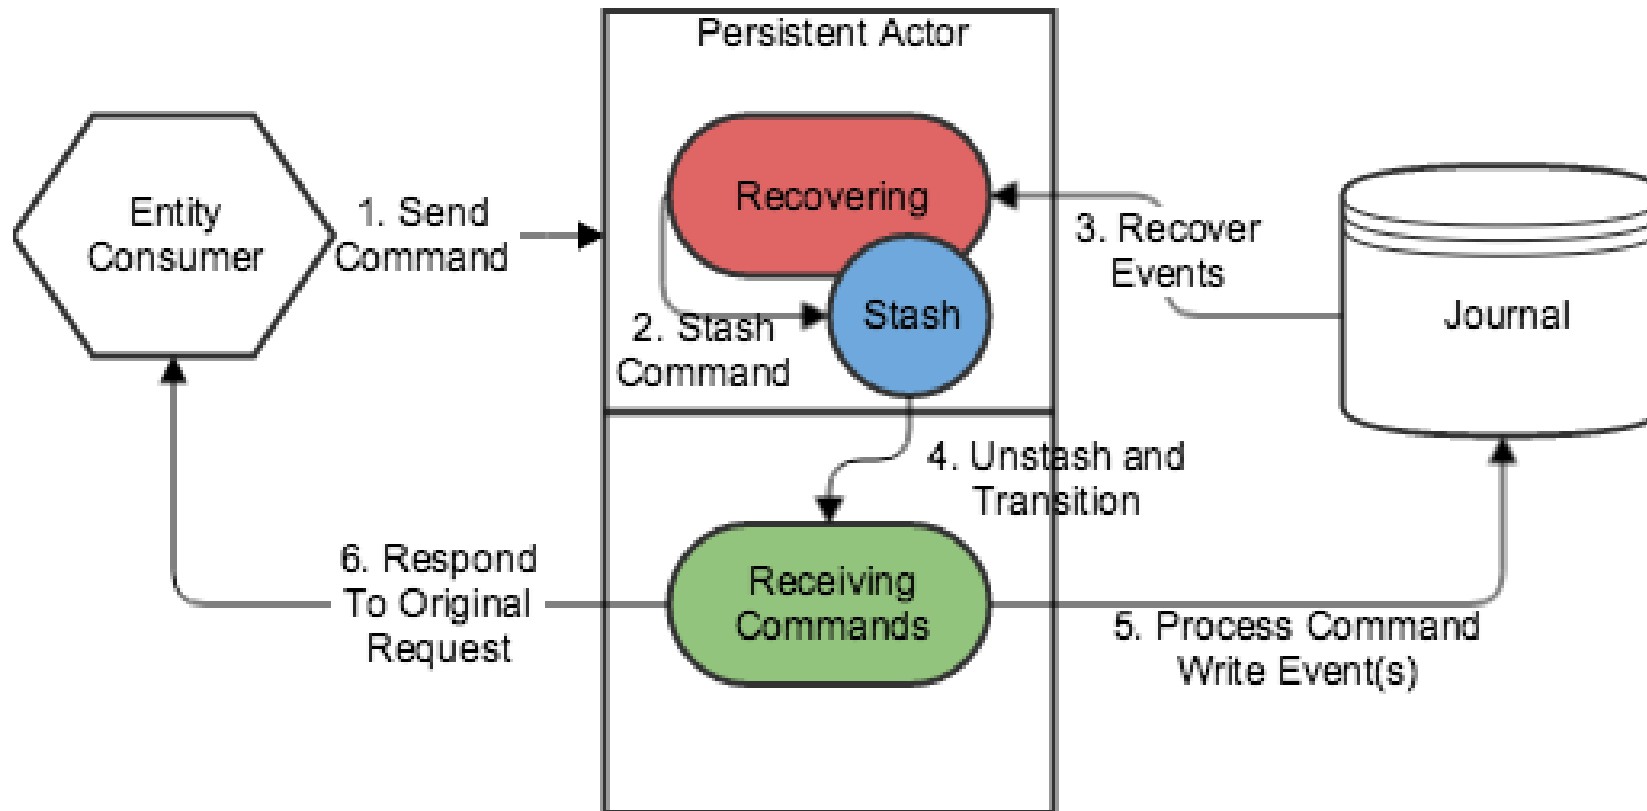 Persistent Actor
Entity
Consumer
1. Send
Command
Recovering
3. Recover
Events
Stash
2. Stash
Command
Journal
4. Unstash and
Transition
Receiving
Commands
5. Process Command
Write Event(s)
6. Respond
To Original
Request